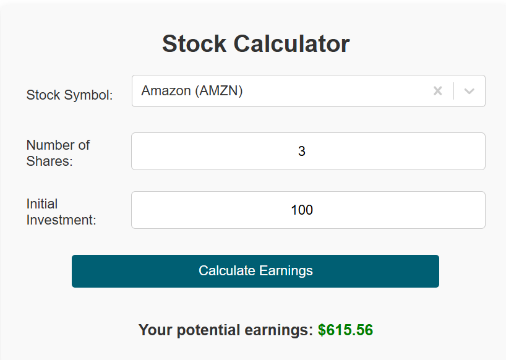 Stock Calculator
Stock Symbol:
Amazon (AMZN)
Number of
Shares:
3
Initial
Investment:
100
Calculate Earnings
Your potential earnings: $615.56